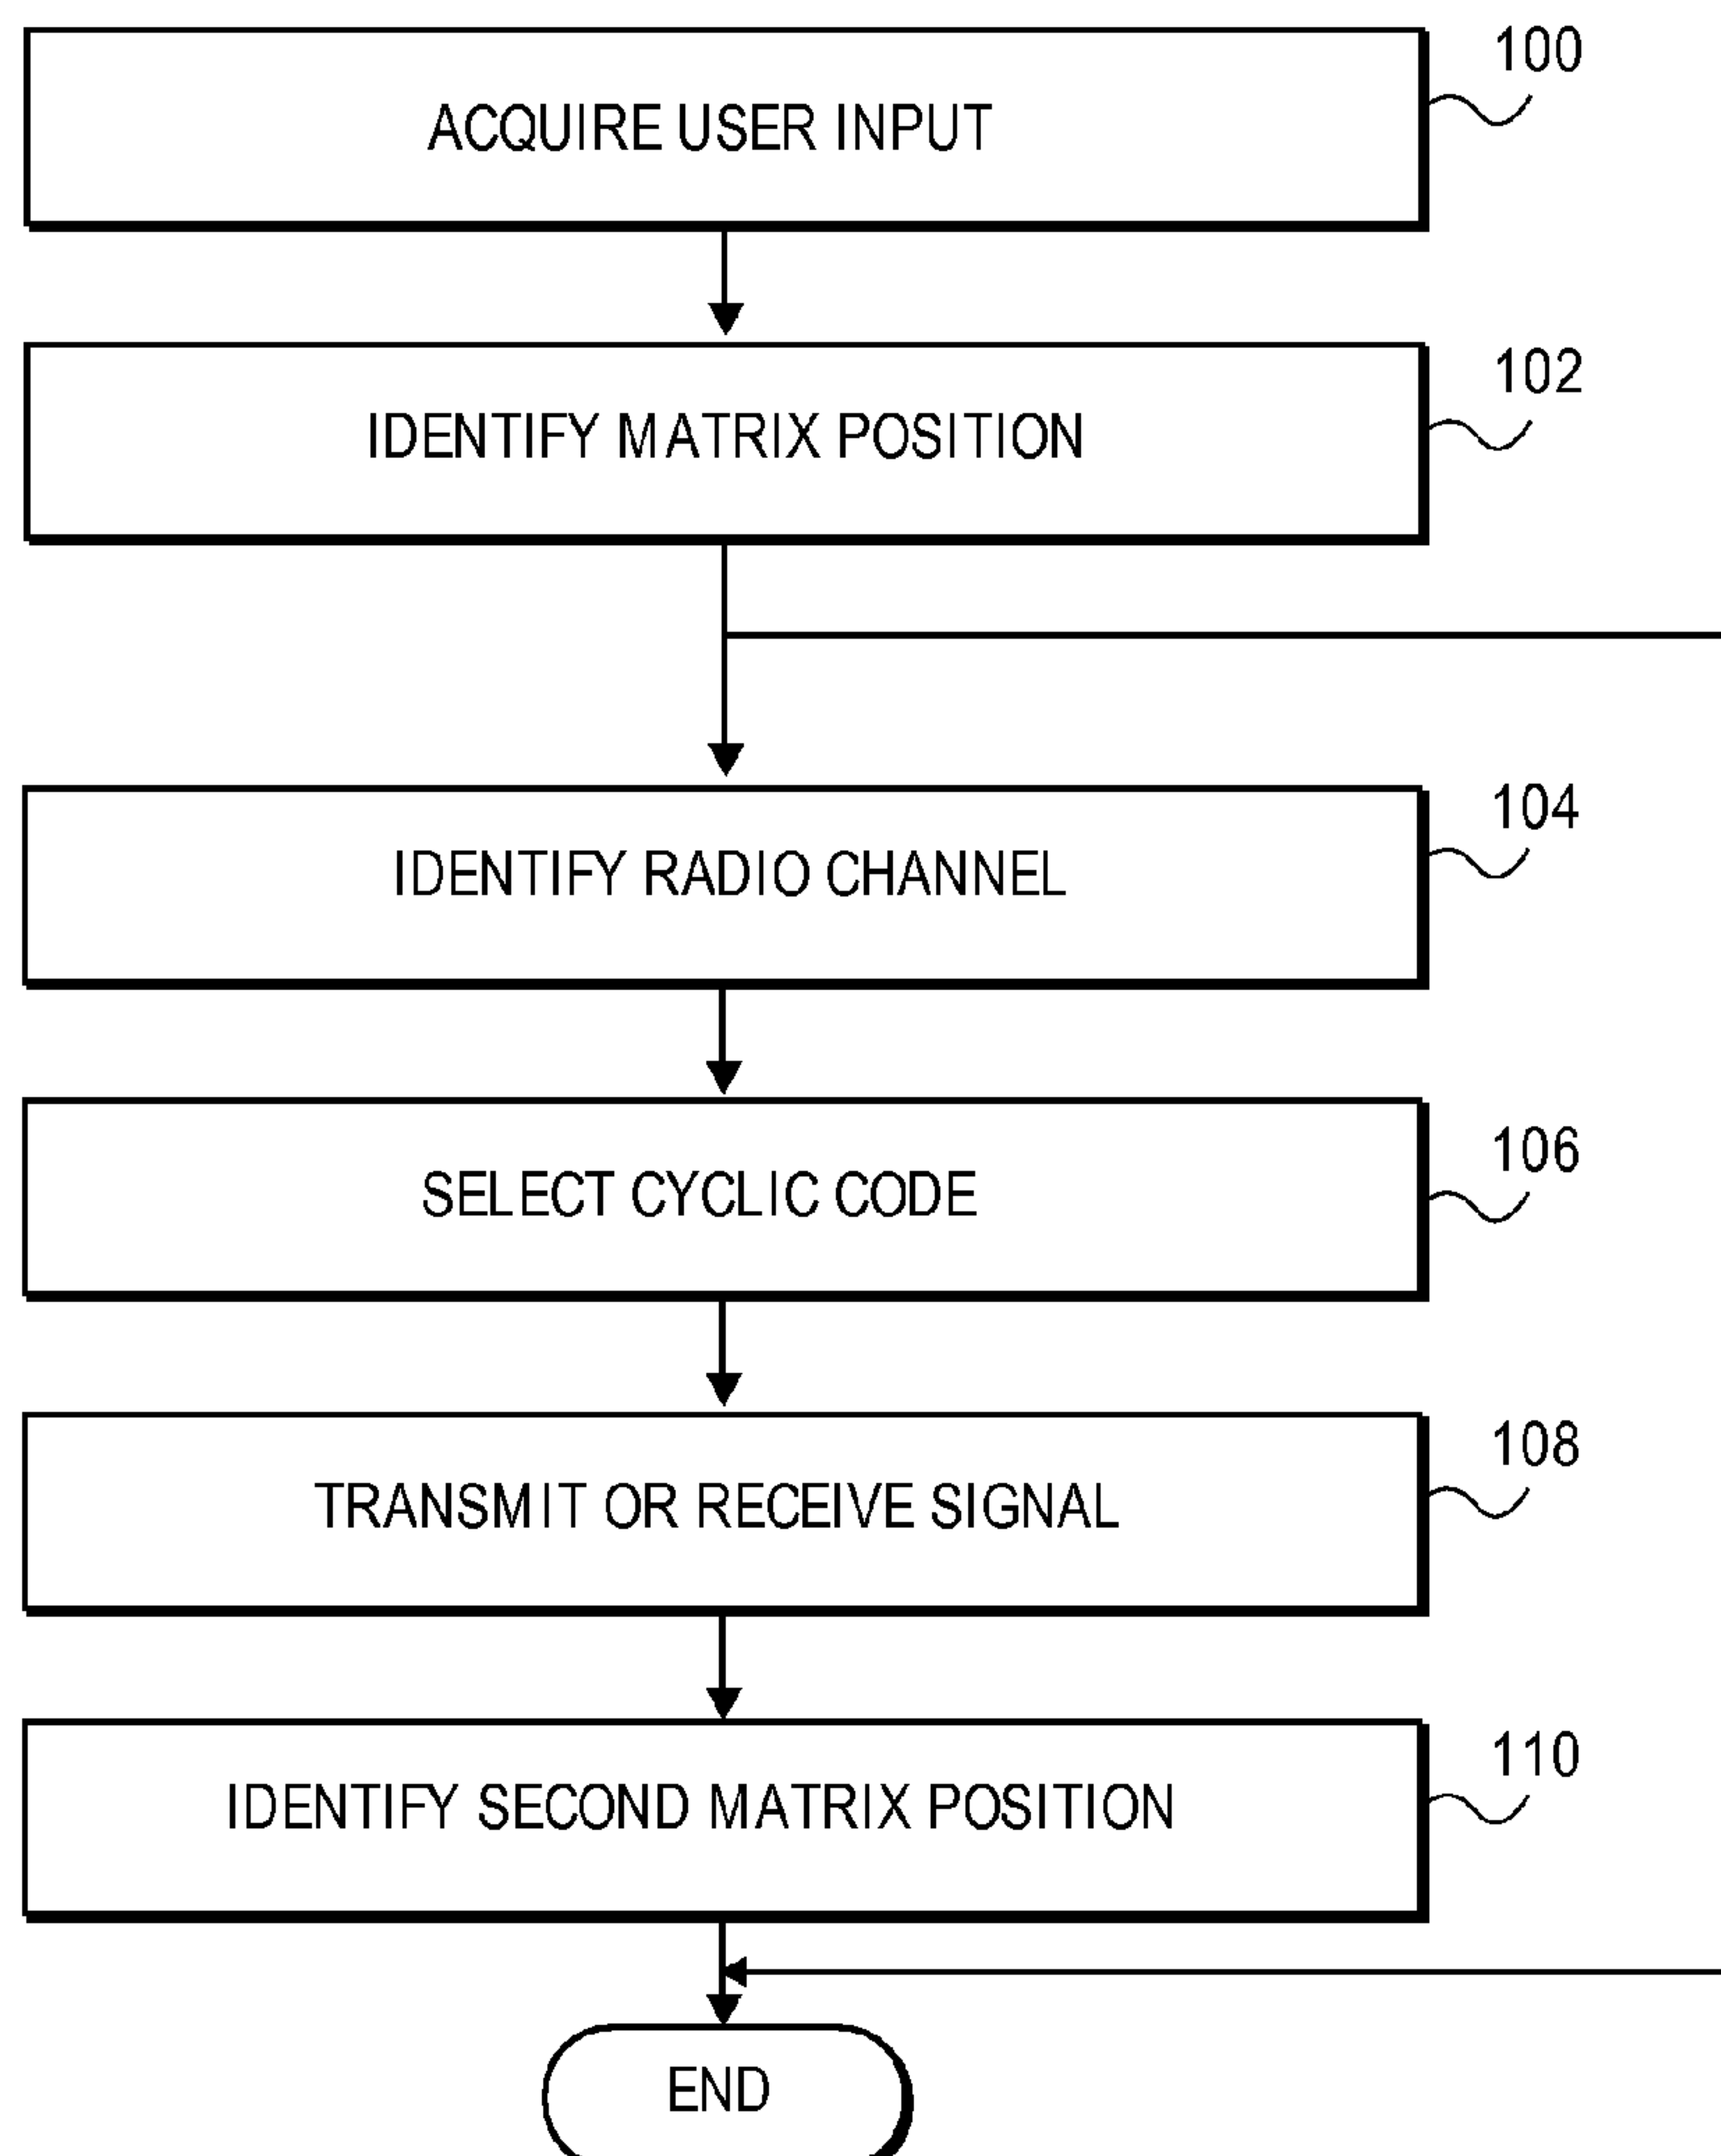 100
ACQUIRE USER INPUT
102
IDENTIFY MATRIX POSITION
104
IDENTIFY RADIO CHANNEL
106
SELECT CYCLIC CODE
108
TRANSMIT OR RECEIVE SIGNAL
110
IDENTIFY SECOND MATRIX POSITION
END